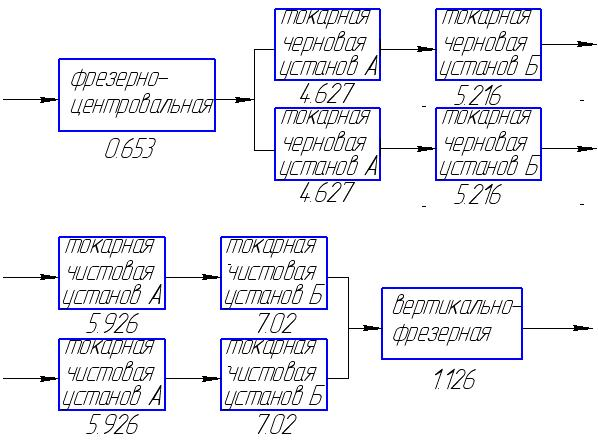 фрезерно-
центровальная
0.653
токарная
черновая
установ А
4.627
токарная
черновая
установ Б
5.216
токарная
черновая
установ А
4.627
токарная
черновая
установ Б
5.216
токарная
чистовая
установ А
5.926
токарная
чистовая
установ Б
7.02
токарная
чистовая
установ А
5.926
токарная
чистовая
установ Б
7.02
вертикально-
фрезерная
1.126